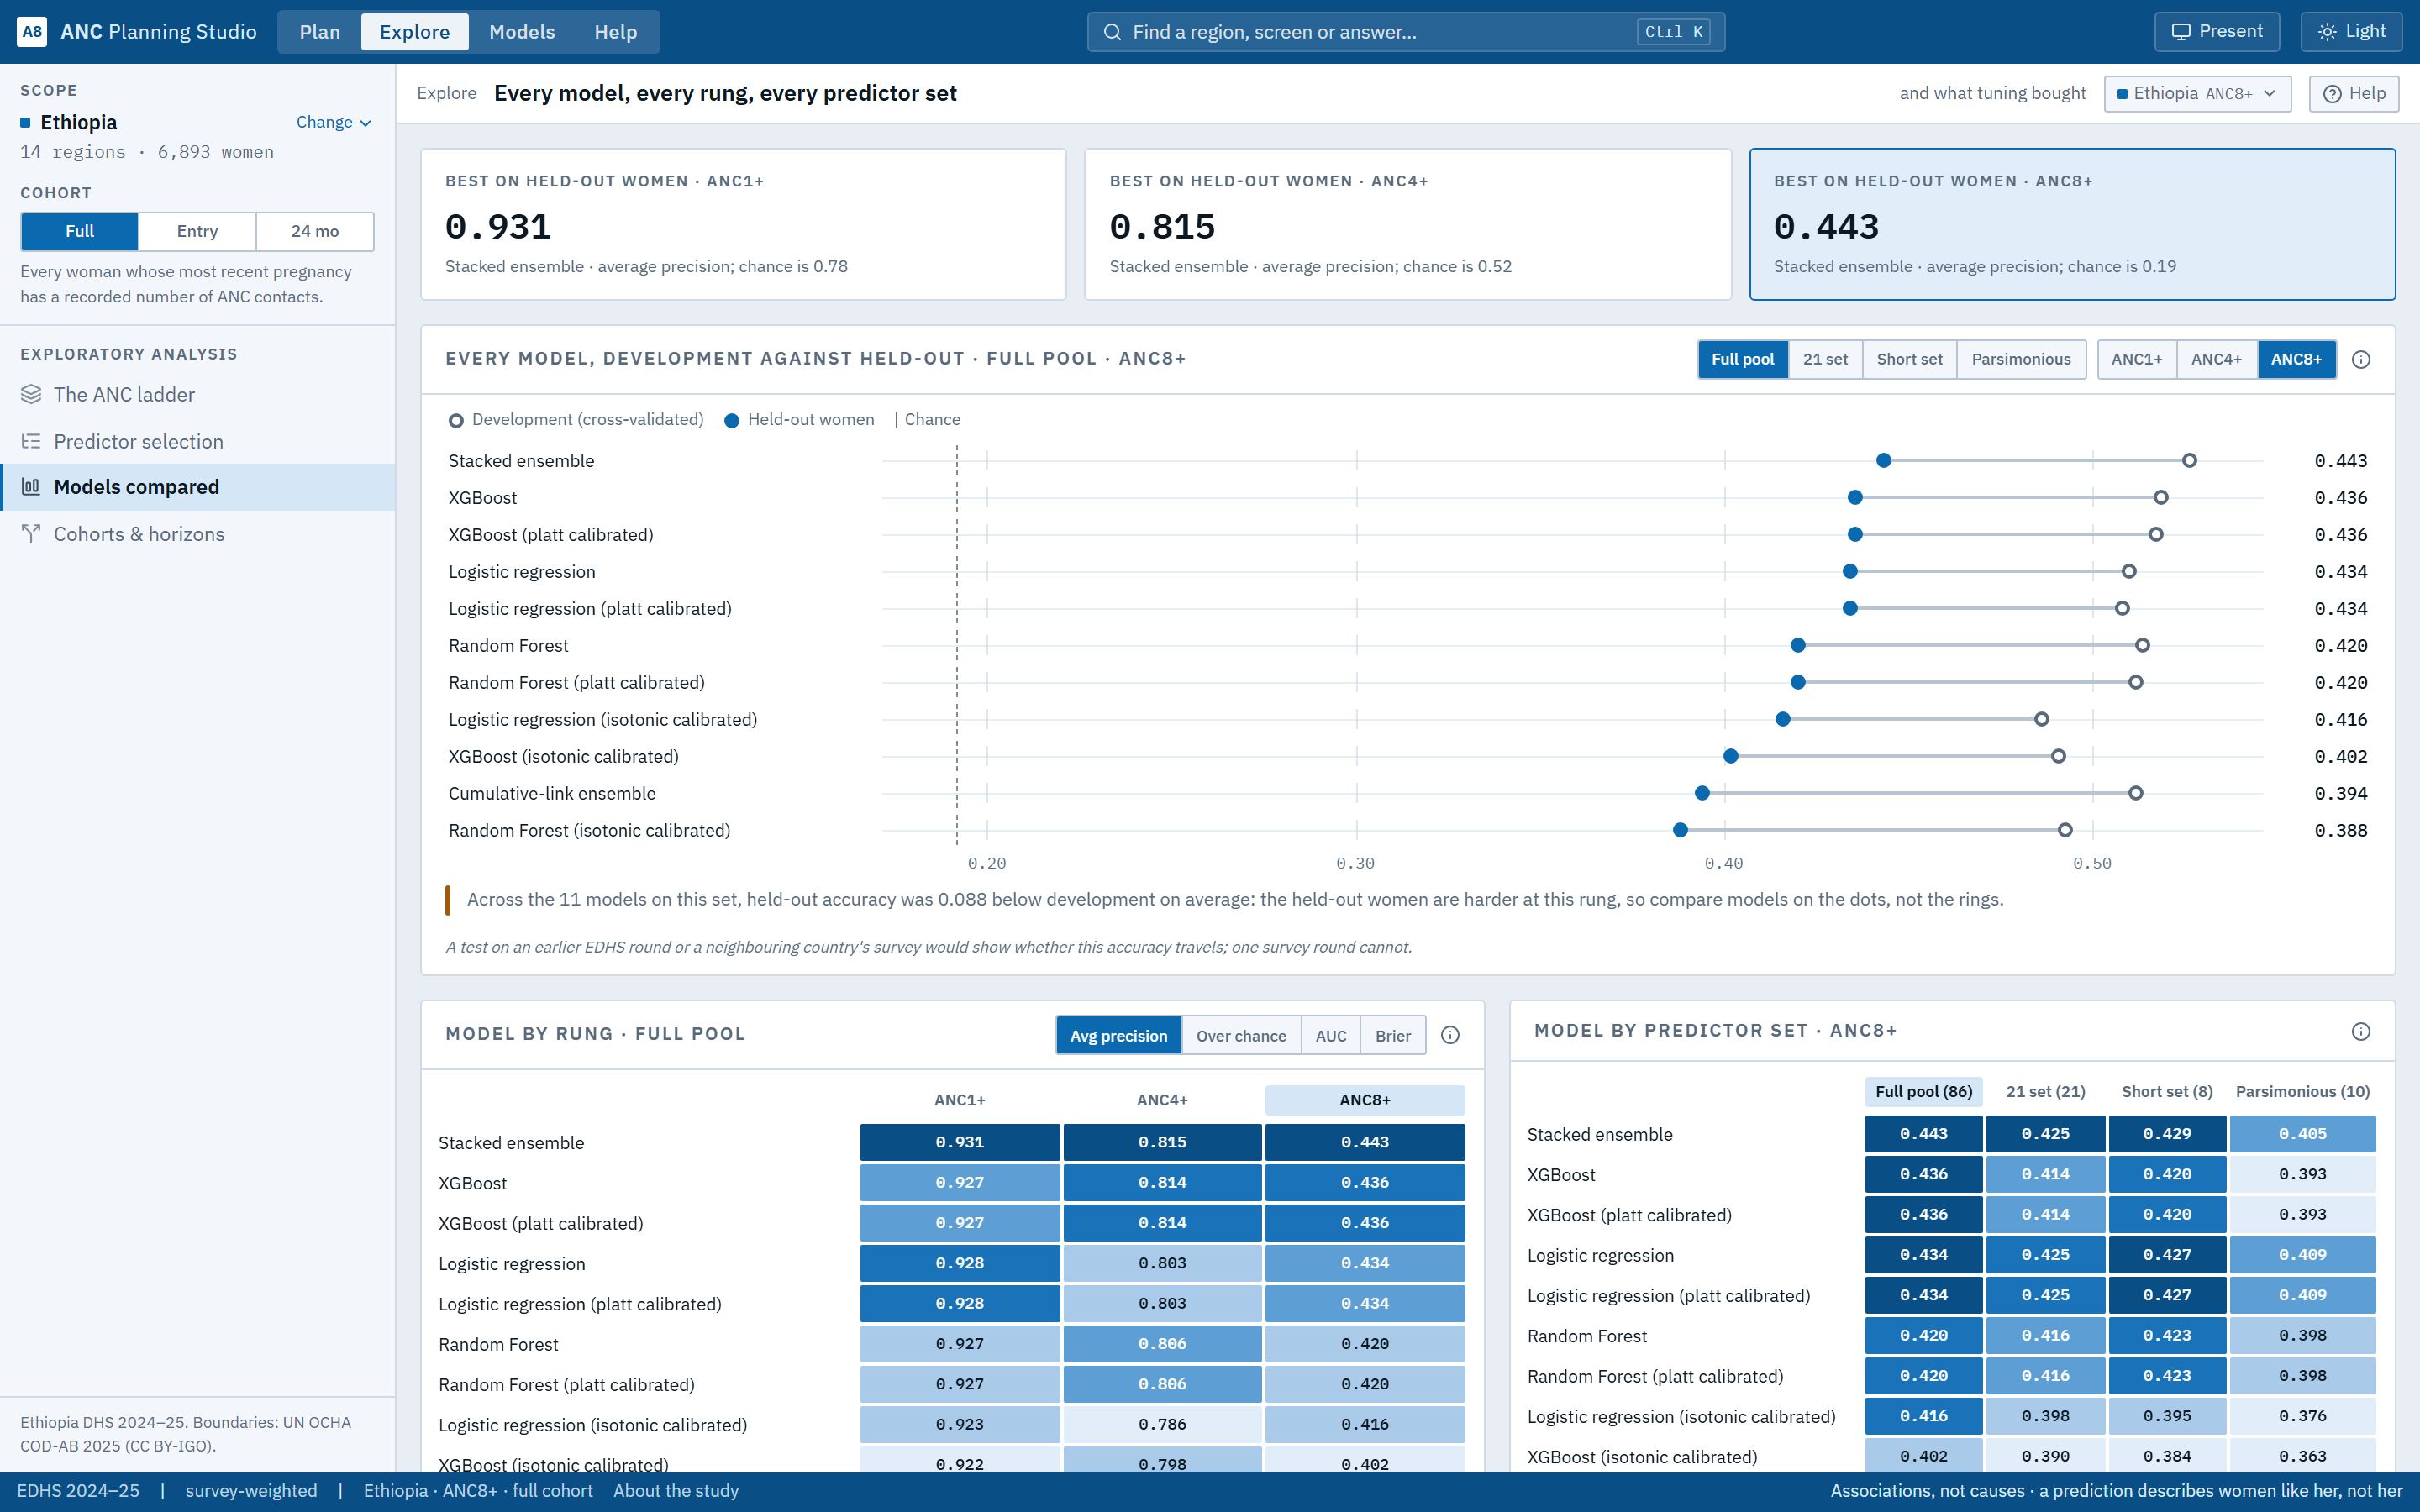 A8 ANC Planning Studio Plan Explore Models Help Find a region, screen or answer... Ctrl K Present Light
SCOPE
Ethiopia Change
14 regions · 6,893 women
COHORT
Full Entry 24 mo
Every woman whose most recent pregnancy
has a recorded number of ANC contacts.
EXPLORATORY ANALYSIS
The ANC ladder
Predictor selection
Models compared
Cohorts & horizons
Ethiopia DHS 2024–25. Boundaries: UN OCHA
COD-AB 2025 (CC BY-IGO).
Explore Every model, every rung, every predictor set and what tuning bought Ethiopia ANC8+ Help
BEST ON HELD-OUT WOMEN · ANC1+
0.931
Stacked ensemble · average precision; chance is 0.78
BEST ON HELD-OUT WOMEN · ANC4+
0.815
Stacked ensemble · average precision; chance is 0.52
BEST ON HELD-OUT WOMEN · ANC8+
0.443
Stacked ensemble · average precision; chance is 0.19
EVERY MODEL, DEVELOPMENT AGAINST HELD-OUT · FULL POOL · ANC8+ Full pool 21 set Short set Parsimonious ANC1+ ANC4+ ANC8+
Development (cross-validated) Held-out women Chance
Stacked ensemble 0.443
XGBoost 0.436
XGBoost (platt calibrated) 0.436
Logistic regression 0.434
Logistic regression (platt calibrated) 0.434
Random Forest 0.420
Random Forest (platt calibrated) 0.420
Logistic regression (isotonic calibrated) 0.416
XGBoost (isotonic calibrated) 0.402
Cumulative-link ensemble 0.394
Random Forest (isotonic calibrated) 0.388
0.20 0.30 0.40 0.50
Across the 11 models on this set, held-out accuracy was 0.088 below development on average: the held-out women are harder at this rung, so compare models on the dots, not the rings.
A test on an earlier EDHS round or a neighbouring country's survey would show whether this accuracy travels; one survey round cannot.
MODEL BY RUNG · FULL POOL Avg precision Over chance AUC Brier
ANC1+ ANC4+ ANC8+
Stacked ensemble 0.931 0.815 0.443
XGBoost 0.927 0.814 0.436
XGBoost (platt calibrated) 0.927 0.814 0.436
Logistic regression 0.928 0.803 0.434
Logistic regression (platt calibrated) 0.928 0.803 0.434
Random Forest 0.927 0.806 0.420
Random Forest (platt calibrated) 0.927 0.806 0.420
Logistic regression (isotonic calibrated) 0.923 0.786 0.416
XGBoost (isotonic calibrated) 0.922 0.798 0.402
MODEL BY PREDICTOR SET · ANC8+
Full pool (86) 21 set (21) Short set (8) Parsimonious (10)
Stacked ensemble 0.443 0.425 0.429 0.405
XGBoost 0.436 0.414 0.420 0.393
XGBoost (platt calibrated) 0.436 0.414 0.420 0.393
Logistic regression 0.434 0.425 0.427 0.409
Logistic regression (platt calibrated) 0.434 0.425 0.427 0.409
Random Forest 0.420 0.416 0.423 0.398
Random Forest (platt calibrated) 0.420 0.416 0.423 0.398
Logistic regression (isotonic calibrated) 0.416 0.398 0.395 0.376
XGBoost (isotonic calibrated) 0.402 0.390 0.384 0.363
EDHS 2024–25 | survey-weighted | Ethiopia · ANC8+ · full cohort About the study Associations, not causes · a prediction describes women like her, not her